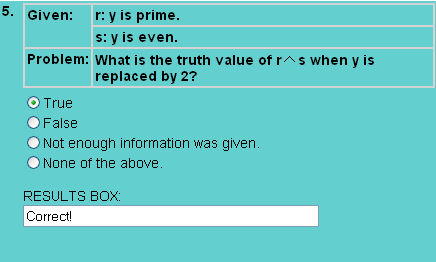 5. Given: r: y is prime.
s: y is even.
Problem: What is the truth value of r^s when y is
replaced by 2?
True
False
Not enough information was given.
None of the above.
RESULTS BOX:
Correct!